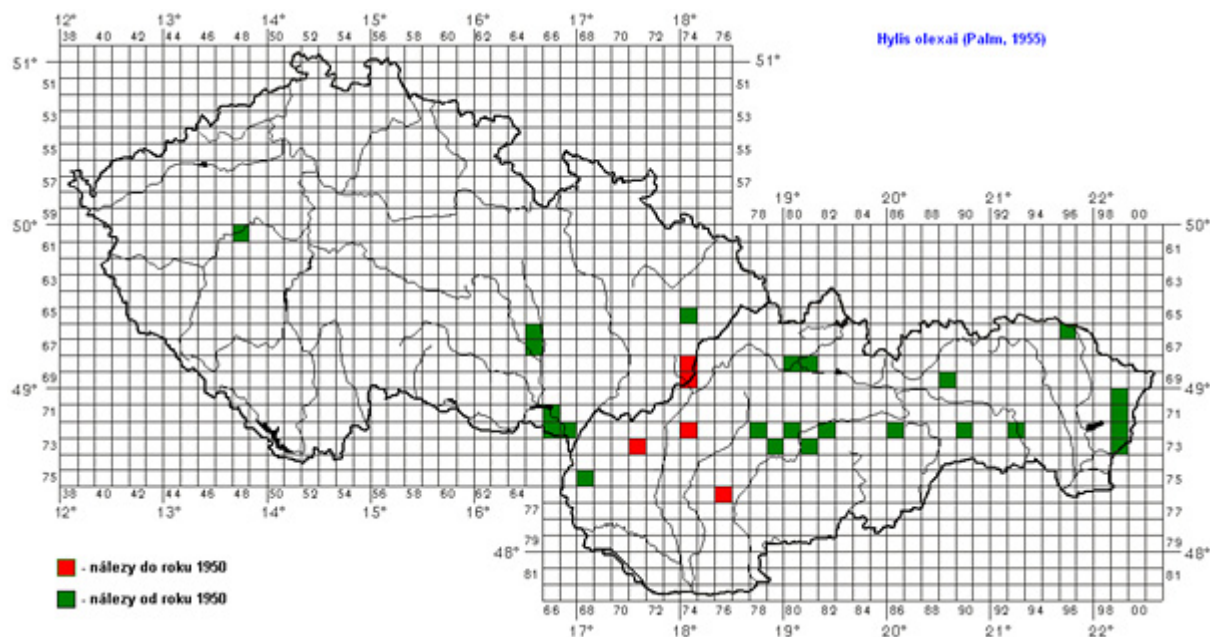 12° 13° 14° 15° 16° 17° 18°
38 40 42 44 46 48 50 52 54 56 58 60 62 64 66 68 70 72 74 76
Hylis olexai (Palm, 1955)
51° 51°
51 51
53 53
55 55
57 57
19° 20° 21° 22°
59 78 80 82 84 86 88 90 92 94 96 98 00
50° 50°
61 61
63 63
65 65
67 67
49° 69 69 49°
71 71
73 73
75 75
38 40 42 44 46 48 50 52 54 56 58 60 62 64
12° 13° 14° 15° 16°
77 77
79 79
48° 48°
81 81
- nálezy do roku 1950
- nálezy od roku 1950
66 68 70 72 74 76 78 80 82 84 86 88 90 92 94 96 98 00
17° 18° 19° 20° 21° 22°